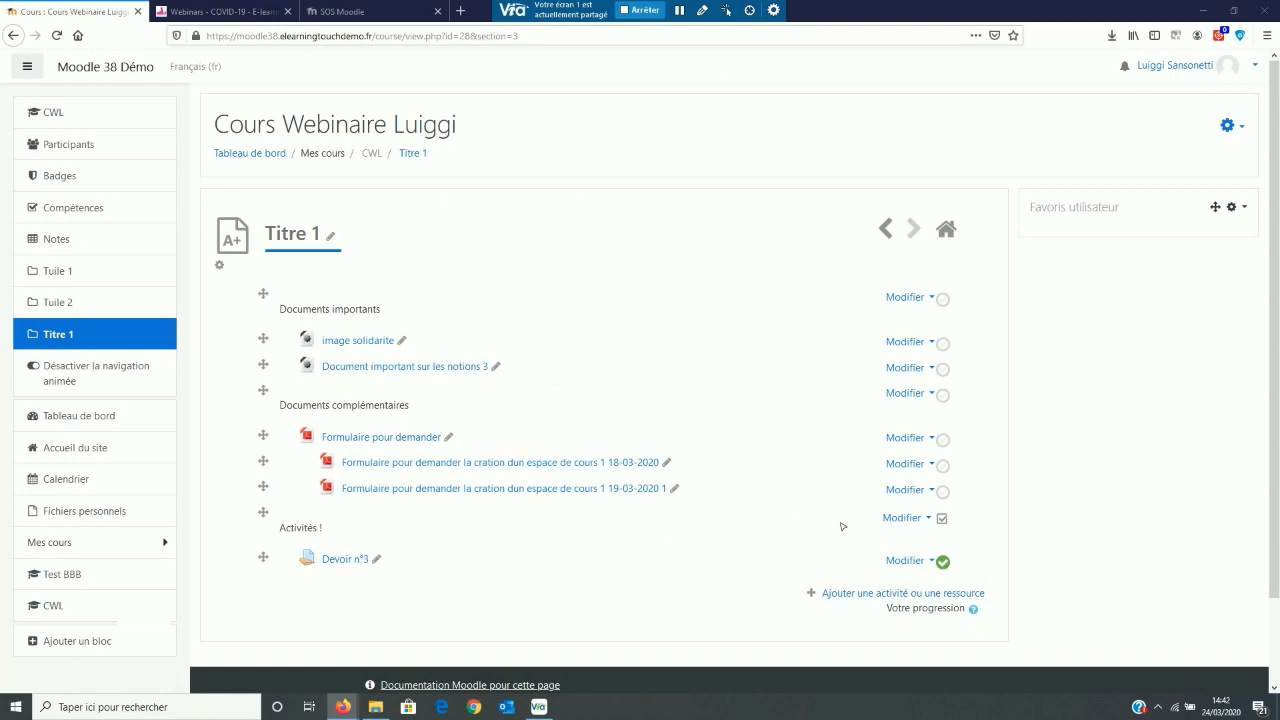 Cours : Cours Webinaire Luiggi
Webinars - COVID-19 - E-learn
SOS Moodle
Via
Votre écran 1 est
actuellement partagé
Arrêter
https://moodle38.elearningtouchdemo.fr/course/view.php?id=28&section=3
Moodle 38 Démo
Français (fr)
Luiggi Sansonetti
CWL
Participants
Badges
Compétences
Notes
Tuile 1
Tuile 2
Titre 1
Désactiver la navigation
animée
Tableau de bord
Accueil du site
Calendrier
Fichiers personnels
Mes cours
Test BBB
CWL
Ajouter un bloc
Cours Webinaire Luiggi
Tableau de bord / Mes cours / CWL / Titre 1
A+
Titre 1
Favoris utilisateur
Modifier
Documents importants
image solidarite
Modifier
Document important sur les notions 3
Modifier
Modifier
Documents complémentaires
Formulaire pour demander
Modifier
Formulaire pour demander la cration dun espace de cours 1 18-03-2020
Modifier
Formulaire pour demander la cration dun espace de cours 1 19-03-2020 1
Modifier
Modifier
Activités !
Devoir n°3
Modifier
Ajouter une activité ou une ressource
Votre progression
Documentation Moodle pour cette page
Taper ici pour rechercher
Via
14:42
24/03/2020